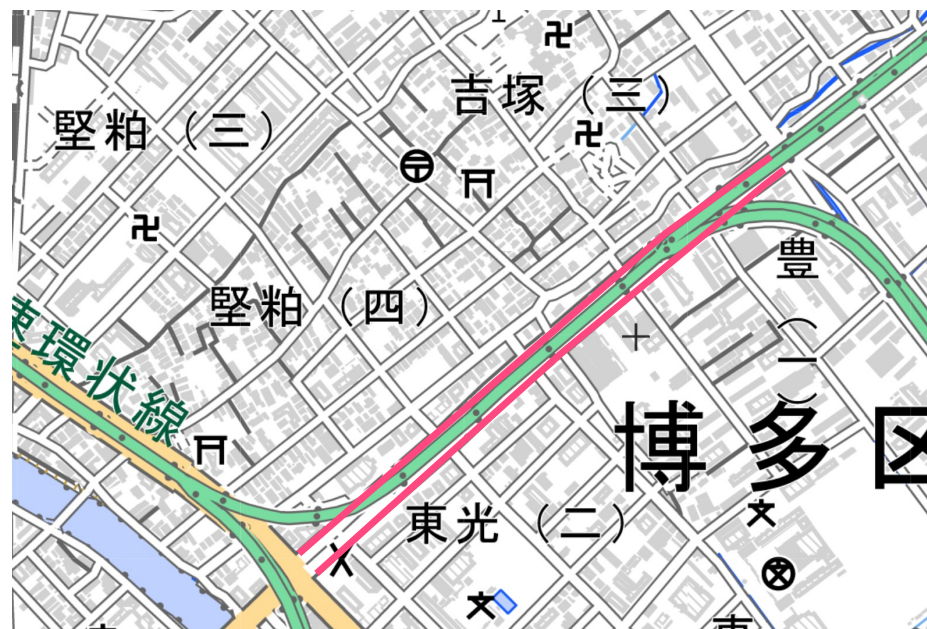 吉塚（三）
堅粕（三）
豊（一）
堅粕（四）
東環状線
博多区
東光（二）